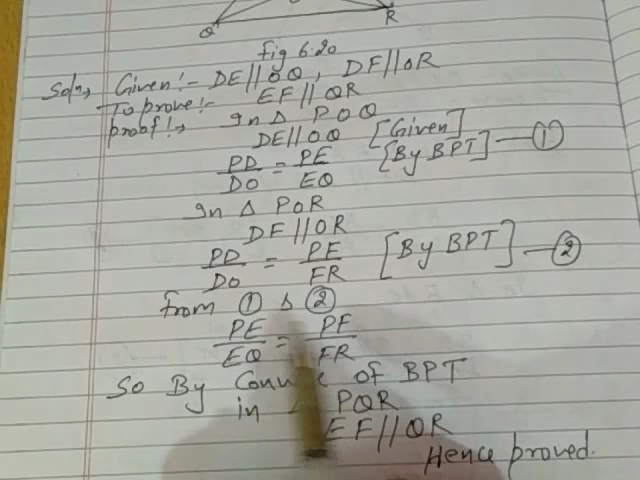 Q R
fig 6.20
Soln→ Given:- DE||OQ, DF||OR
To prove:- EF||QR
proof:→ In Δ POQ
DE||OQ [Given]
PD/DO = PE/EQ [By BPT] — ①
In Δ POR
DF||OR
PD/DO = PF/FR [By BPT] — ②
from ① & ②
PE/EQ = PF/FR
So By of BPT
in Δ PQR
EF||QR
Hence proved.